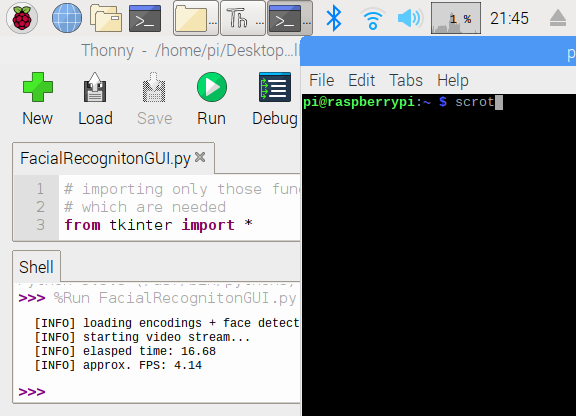 Th
1 %
21:45
Thonny - /home/pi/Desktop...
p
File Edit Tabs Help
New Load Save Run Debug
pi@raspberrypi:~ $ scrot
FacialRecognitonGUI.py
1 # importing only those fun
2 # which are needed
3 from tkinter import *
Shell
>>> %Run FacialRecognitonGUI.py
[INFO] loading encodings + face detect
[INFO] starting video stream...
[INFO] elasped time: 16.68
[INFO] approx. FPS: 4.14
>>>